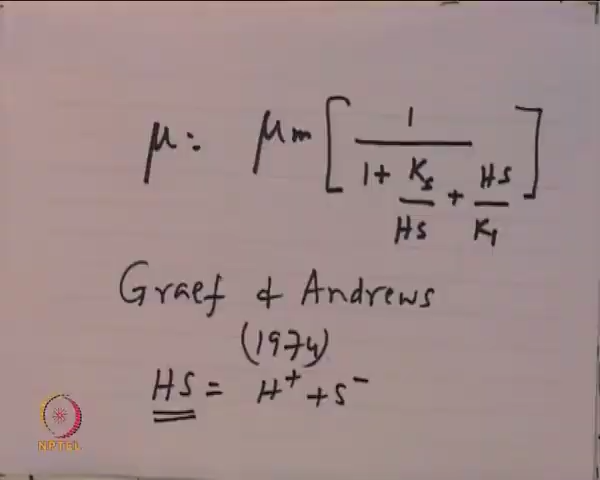 μ = μm [ 1 / (1 + Ks/HS + HS/KI) ]
Graef & Andrews
(1974)
HS = H⁺ + S⁻
NPTEL